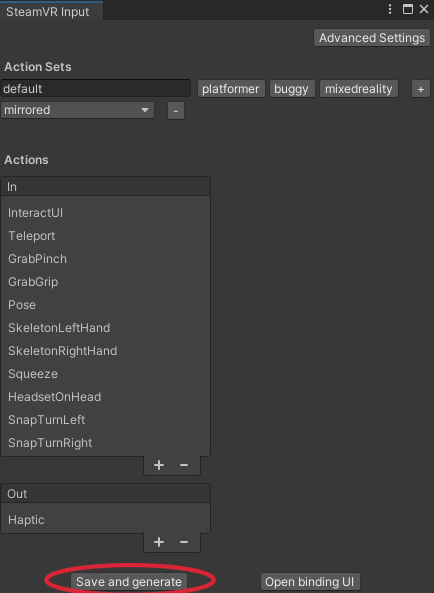 SteamVR Input
Advanced Settings
Action Sets
default platformer buggy mixedreality +
mirrored -
Actions
In
InteractUI
Teleport
GrabPinch
GrabGrip
Pose
SkeletonLeftHand
SkeletonRightHand
Squeeze
HeadsetOnHead
SnapTurnLeft
SnapTurnRight
+ -
Out
Haptic
+ -
Save and generate Open binding UI